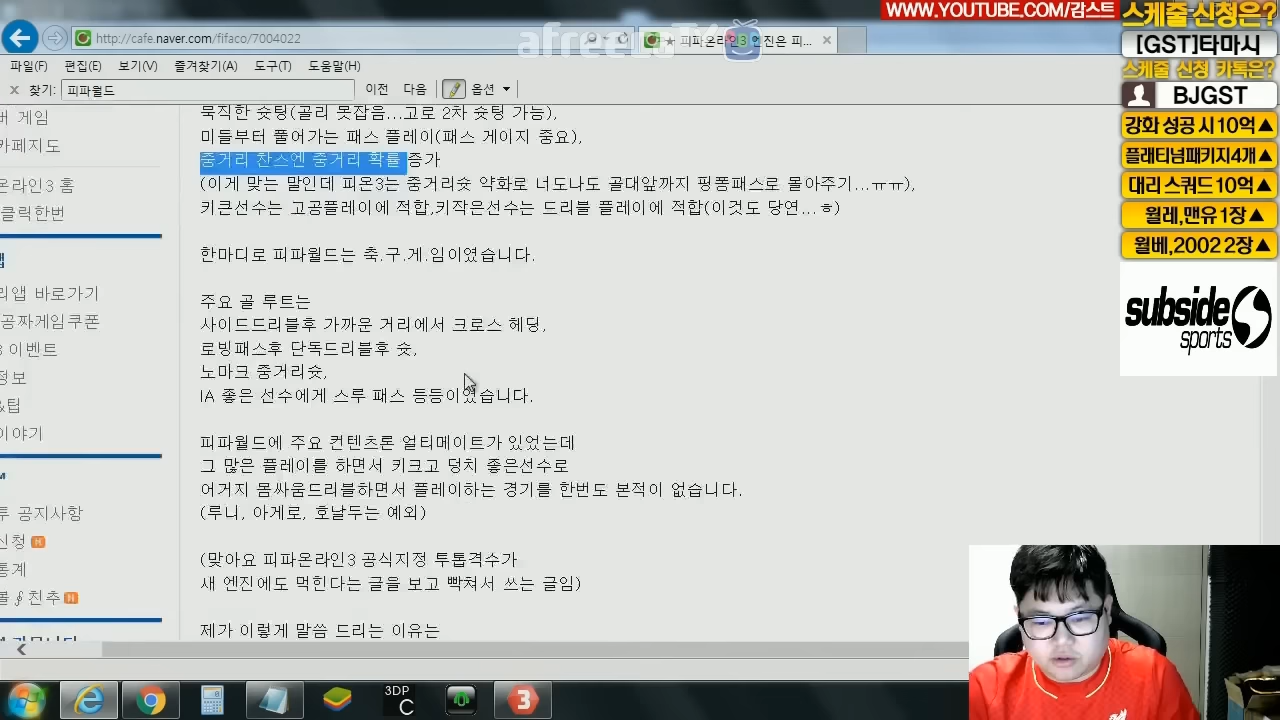 WWW.YOUTUBE.COM/감스트
스케줄 신청은?
[GST]타마시
스케줄 신청 카톡은?
BJGST
강화 성공 시 10억▲
플래티넘패키지4개▲
대리 스쿼드 10억▲
월레,맨유 1장▲
월베,2002 2장▲
subside
sports
http://cafe.naver.com/fifaco/7004022
afreeca
파일(F) 편집(E) 보기(V) 즐겨찾기(A) 도구(T) 도움말(H)
× 찾기: 피파월드 이전 다음 옵션
게임
카페지도
온라인3 홈
클릭한번
바로가기
공짜게임쿠폰
이벤트
정보
&팁
이야기
공지사항
신청
통계
친추
묵직한 슛팅(골리 못잡음...고로 2차 슛팅 가능),
미들부터 풀어가는 패스 플레이(패스 게이지 중요),
중거리 찬스엔 중거리 확률 증가
(이게 맞는 말인데 피온3는 중거리슛 약화로 너도나도 골대앞까지 핑퐁패스로 몰아주기...ㅠㅠ),
키큰선수는 고공플레이에 적합,키작은선수는 드리블 플레이에 적합(이것도 당연...ㅎ)
한마디로 피파월드는 축.구.게.임이였습니다.
주요 골 루트는
사이드드리블후 가까운 거리에서 크로스 헤딩,
로빙패스후 단독드리블후 슛,
노마크 중거리슛,
IA 좋은 선수에게 스루 패스 등등이있습니다.
피파월드에 주요 컨텐츠론 얼티메이트가 있었는데
그 많은 플레이를 하면서 키크고 덩치 좋은선수로
어거지 몸싸움드리블하면서 플레이하는 경기를 한번도 본적이 없습니다.
(루니, 아게로, 호날두는 예외)
(맞아요 피파온라인3 공식지정 투톱격수가
새 엔진에도 먹힌다는 글을 보고 빡쳐서 쓰는 글임)
제가 이렇게 말씀 드리는 이유는
3DP
C
3